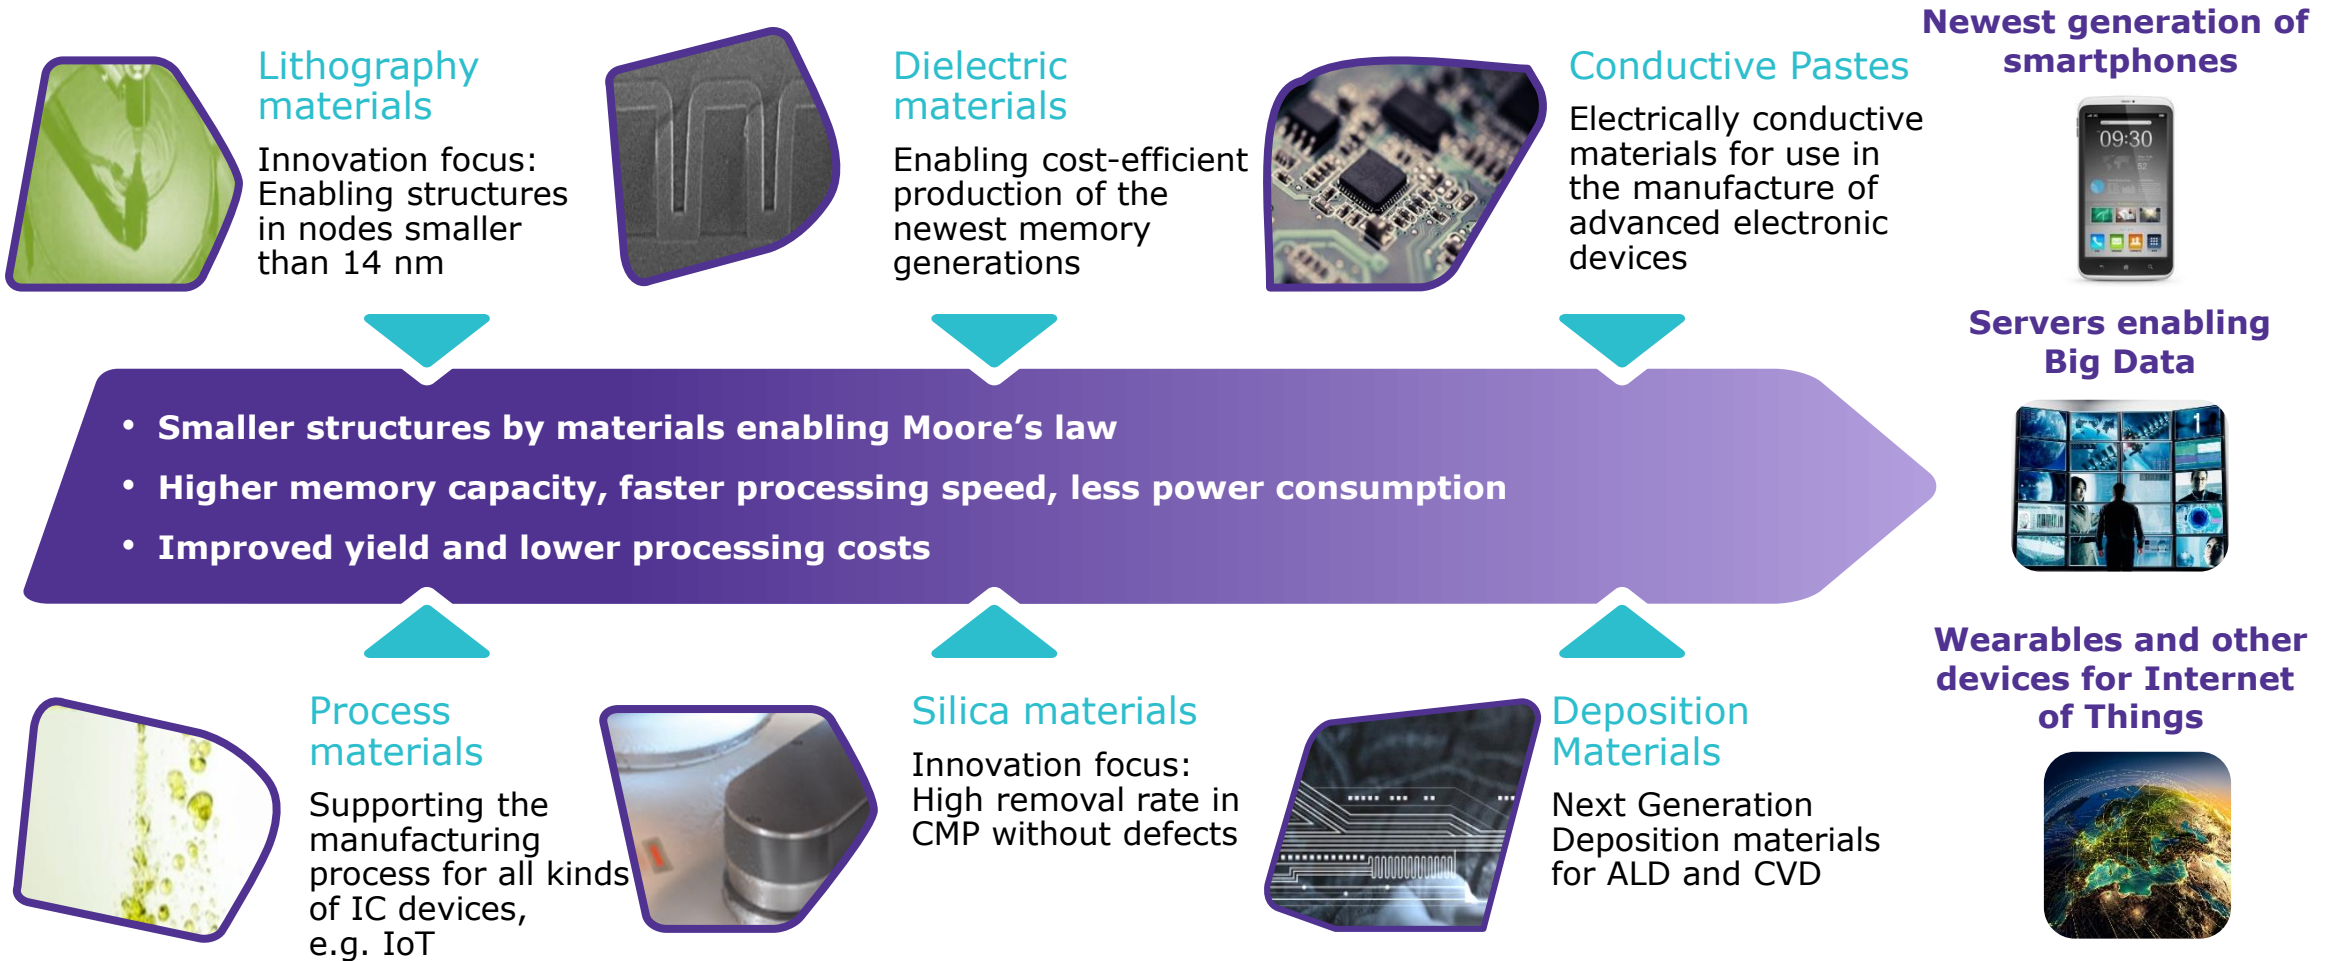 Lithography
materials
Innovation focus:
Enabling structures
in nodes smaller
than 14 nm
Dielectric
materials
Enabling cost-efficient
production of the
newest memory
generations
Conductive Pastes
Electrically conductive
materials for use in
the manufacture of
advanced electronic
devices
Newest generation of
smartphones
09:30
Servers enabling
Big Data
1
• Smaller structures by materials enabling Moore’s law
• Higher memory capacity, faster processing speed, less power consumption
• Improved yield and lower processing costs
Process
materials
Supporting the
manufacturing
process for all kinds
of IC devices,
e.g. IoT
Silica materials
Innovation focus:
High removal rate in
CMP without defects
Deposition
Materials
Next Generation
Deposition materials
for ALD and CVD
Wearables and other
devices for Internet
of Things